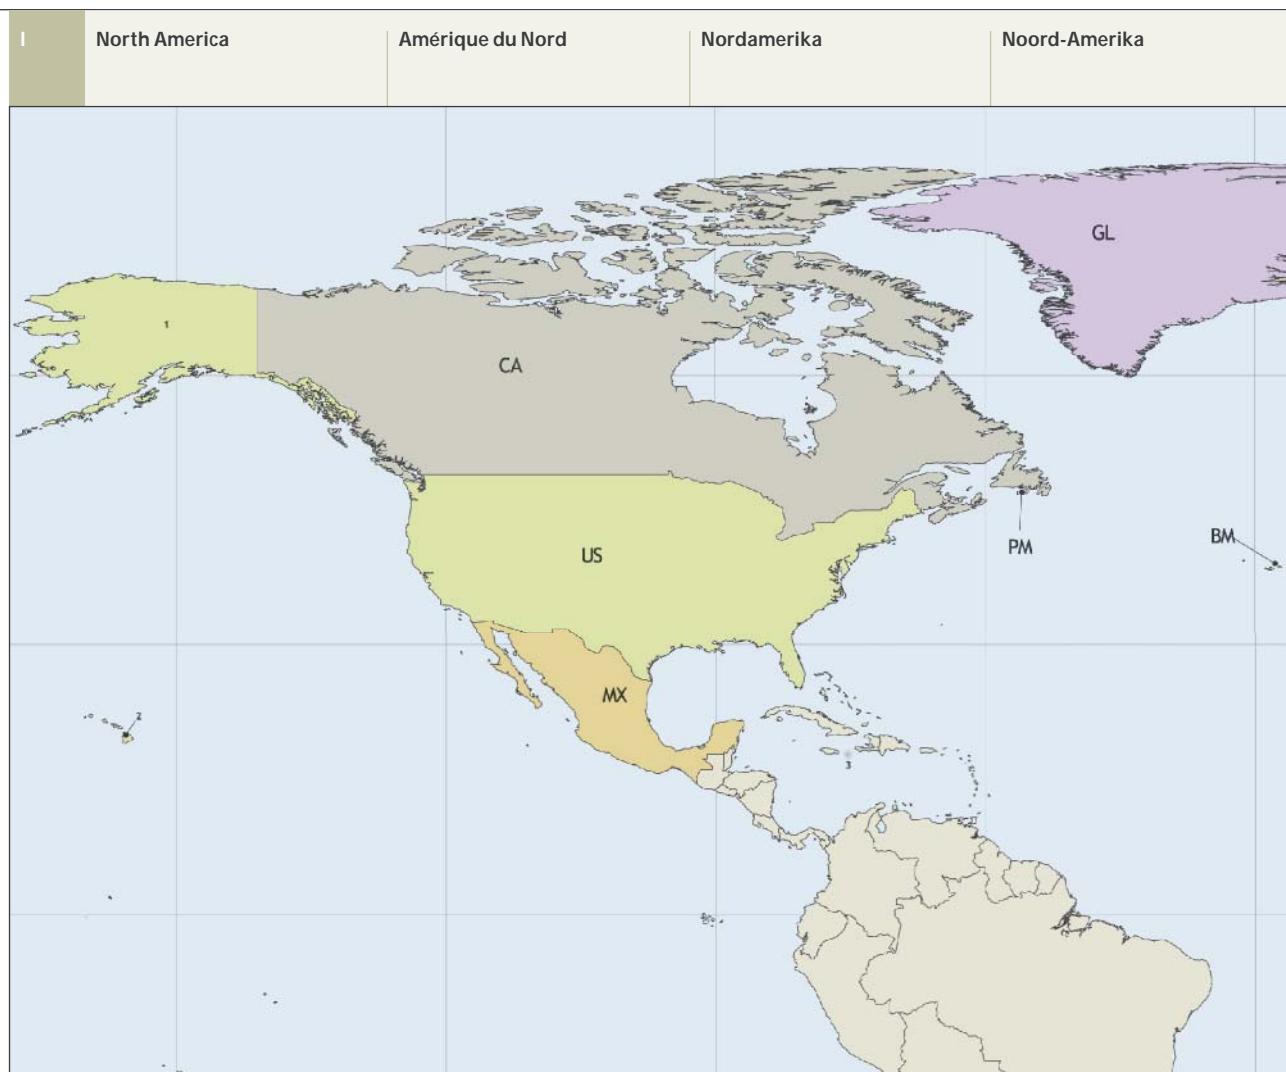 I
North America
Amérique du Nord
Nordamerika
Noord-Amerika
GL
1
CA
US
PM
BM
MX
2
3